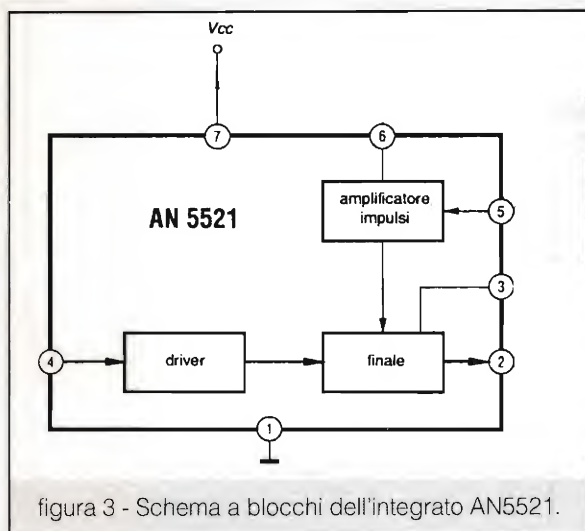 Vcc
7
6
amplificatore
impulsi
5
AN 5521
3
4
driver
finale
2
1
figura 3 - Schema a blocchi dell'integrato AN5521.